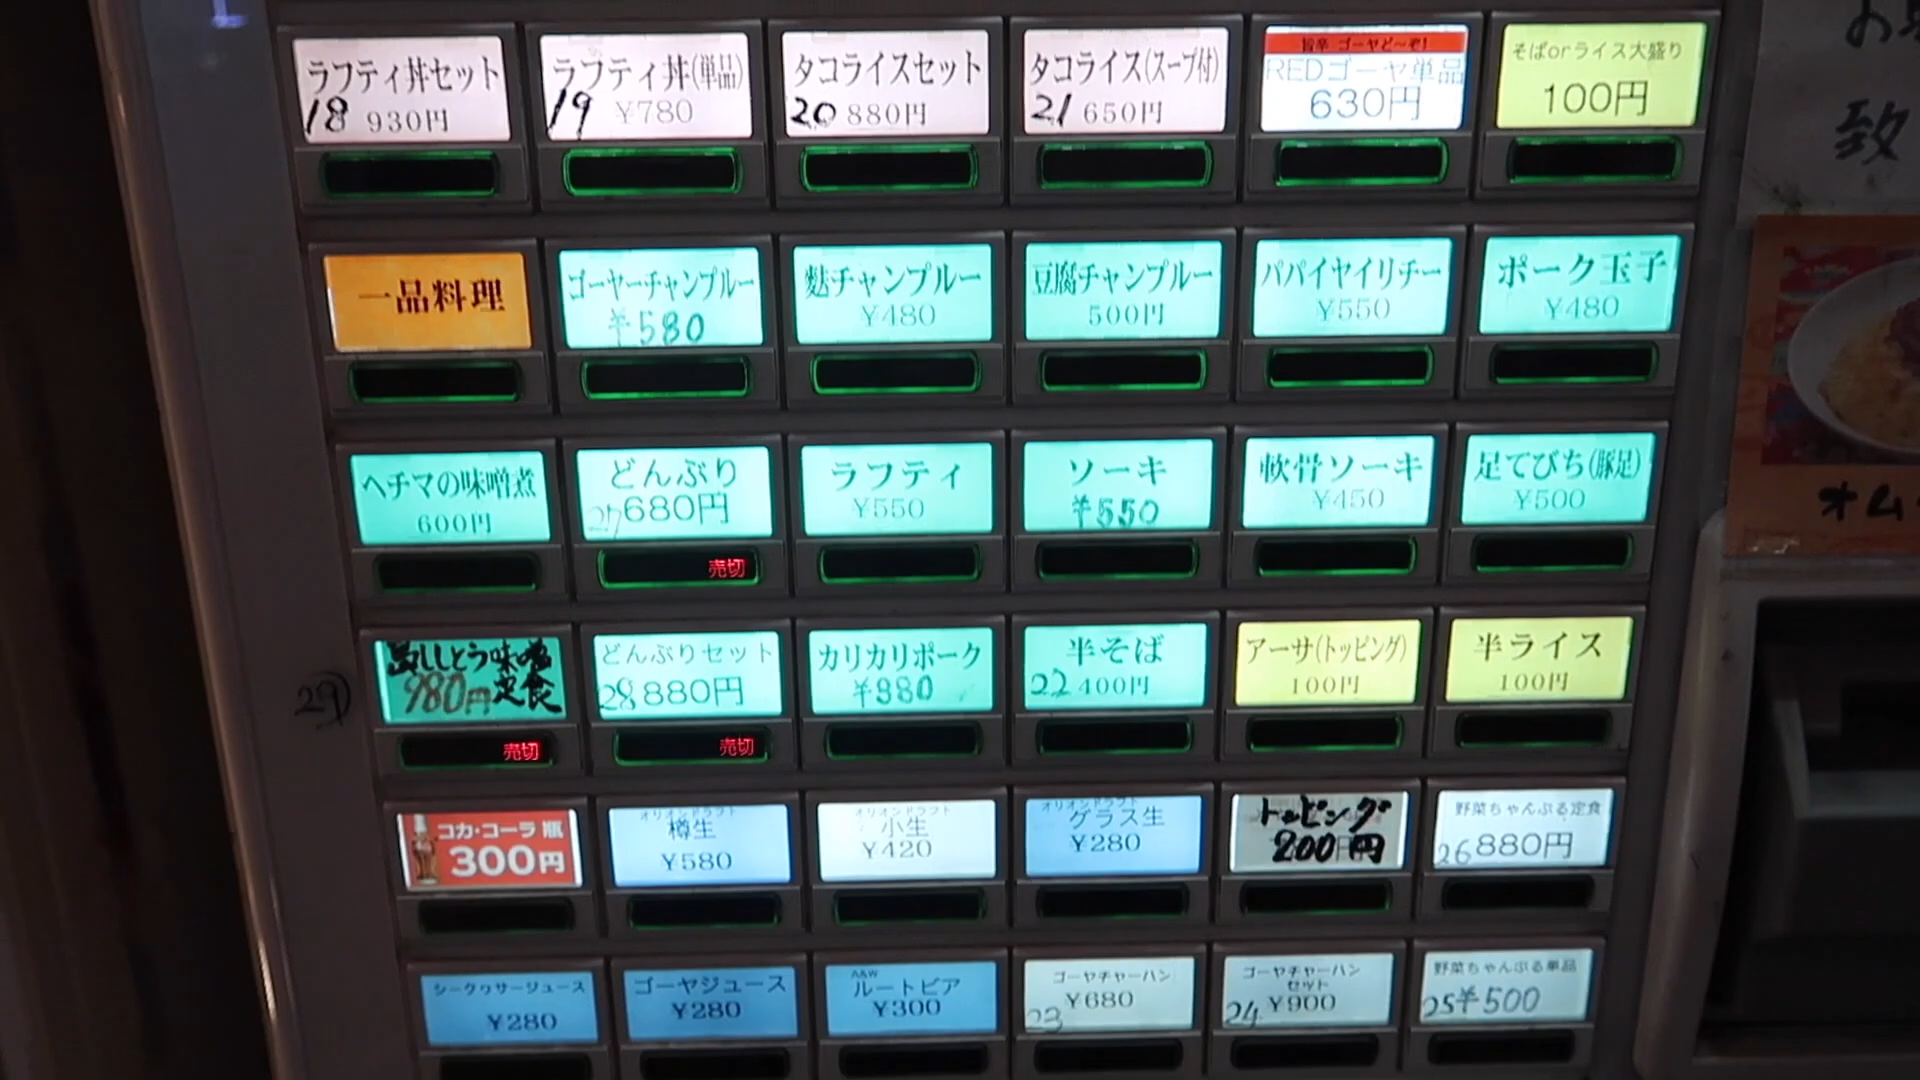 ラフティ丼セット
18 930円
ラフティ丼(単品)
19 ¥780
タコライスセット
20 880円
タコライス(スープ付)
21 650円
旨辛 ゴーヤど〜ぞ!
REDゴーヤ単品
630円
そばorライス大盛り
100円
一品料理
ゴーヤーチャンプルー
¥580
麩チャンプルー
¥480
豆腐チャンプルー
500円
パパイヤイリチー
¥550
ポーク玉子
¥480
ヘチマの味噌煮
600円
どんぶり
27 680円
売切
ラフティ
¥550
ソーキ
¥550
軟骨ソーキ
¥450
足てびち(豚足)
¥500
29
ししとう味噌
980円 定食
売切
どんぶりセット
28 880円
売切
カリカリポーク
半そば
22 400円
アーサ(トッピング)
100円
半ライス
100円
コカ・コーラ 瓶
300円
オリオンドラフト
樽生
¥580
オリオンドラフト
小生
¥420
オリオンドラフト
グラス生
¥280
トッピング
200円
野菜ちゃんぷる定食
26 880円
シークヮサージュース
¥280
ゴーヤジュース
¥280
A&W
ルートビア
¥300
ゴーヤチャーハン
23 ¥680
ゴーヤチャーハン
セット
24 ¥900
野菜ちゃんぷる単品
25 ¥500
致
オム